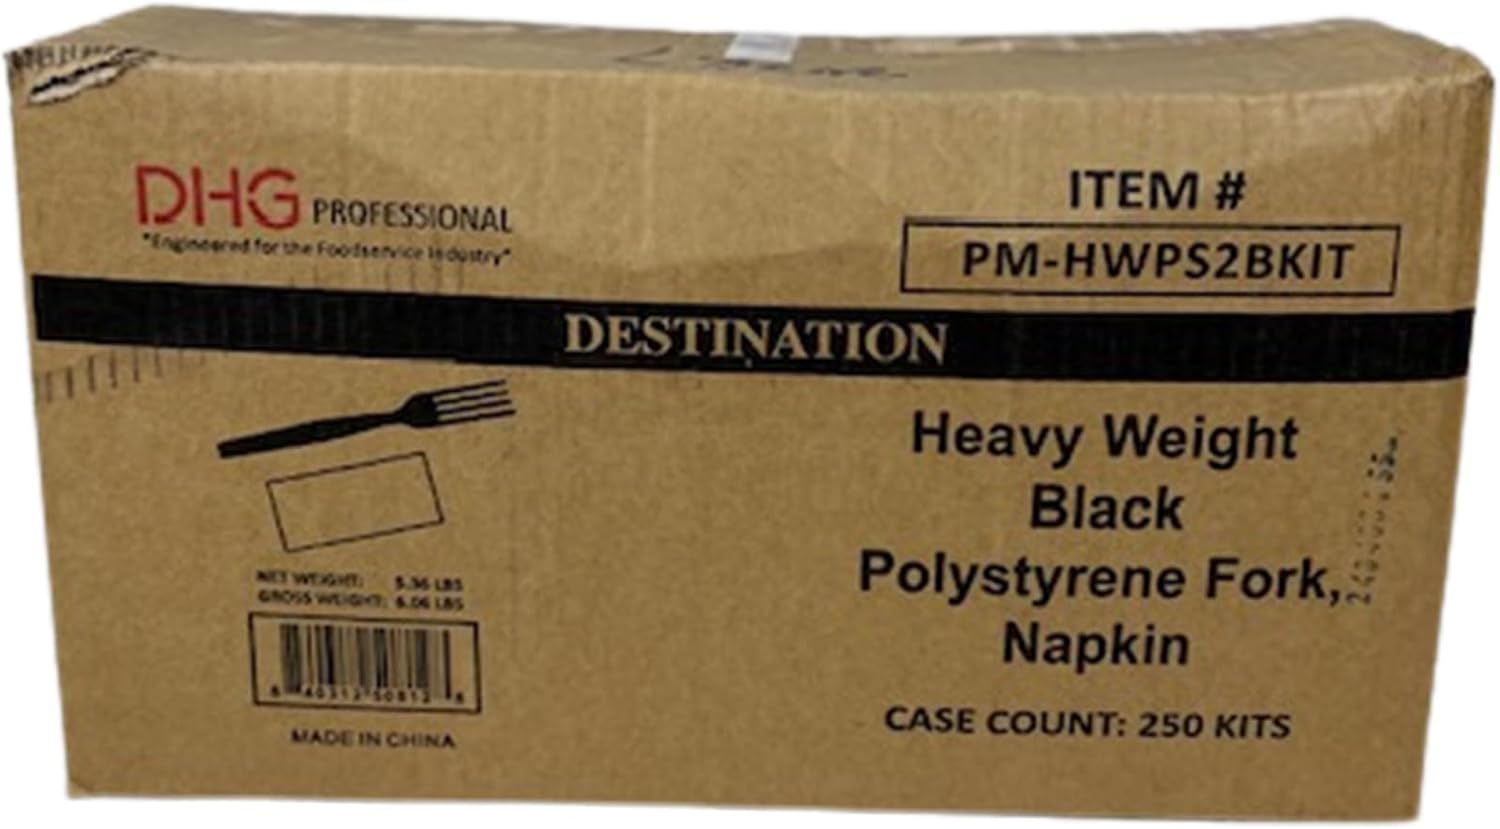 DHG PROFESSIONAL
"Engineered for the Foodservice Industry"
ITEM #
PM-HWPS2BKIT
DESTINATION
Heavy Weight
Black
Polystyrene Fork,
Napkin
CASE COUNT: 250 KITS
NET WEIGHT: 5.36 LBS
GROSS WEIGHT: 6.06 LBS
MADE IN CHINA